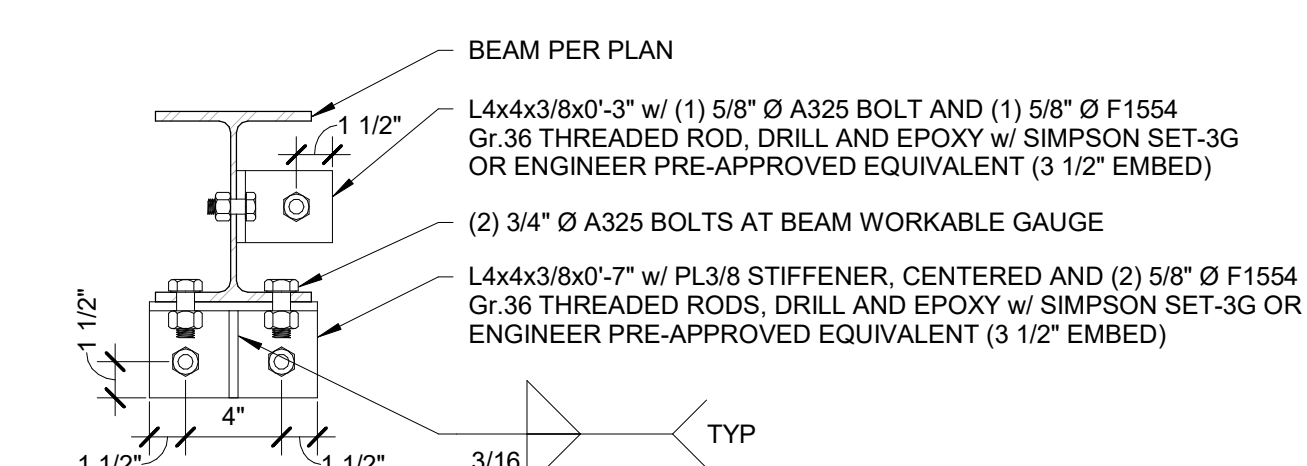 BEAM PER PLAN
L4x4x3/8x0'-3" w/ (1) 5/8" Ø A325 BOLT AND (1) 5/8" Ø F1554
Gr.36 THREADED ROD, DRILL AND EPOXY w/ SIMPSON SET-3G
OR ENGINEER PRE-APPROVED EQUIVALENT (3 1/2" EMBED)
1 1/2"
(2) 3/4" Ø A325 BOLTS AT BEAM WORKABLE GAUGE
L4x4x3/8x0'-7" w/ PL3/8 STIFFENER, CENTERED AND (2) 5/8" Ø F1554
Gr.36 THREADED RODS, DRILL AND EPOXY w/ SIMPSON SET-3G OR
ENGINEER PRE-APPROVED EQUIVALENT (3 1/2" EMBED)
1 1/2"
4"
TYP
1 1/2"
1 1/2"
3/16